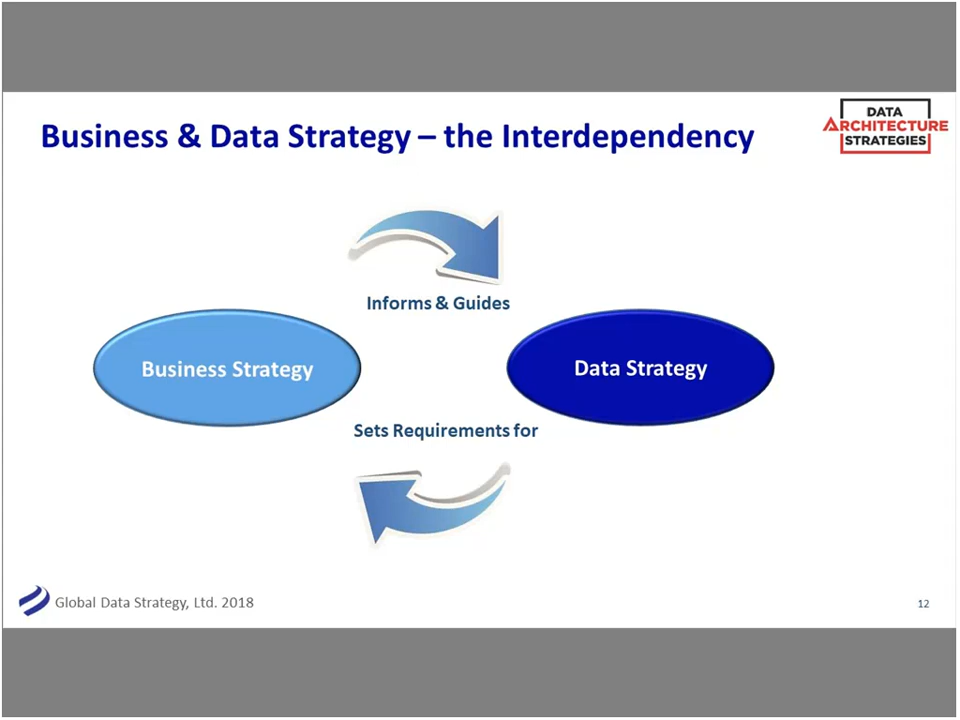 Business & Data Strategy – the Interdependency
DATA
ARCHITECTURE
STRATEGIES
Informs & Guides
Business Strategy
Data Strategy
Sets Requirements for
Global Data Strategy, Ltd. 2018
12